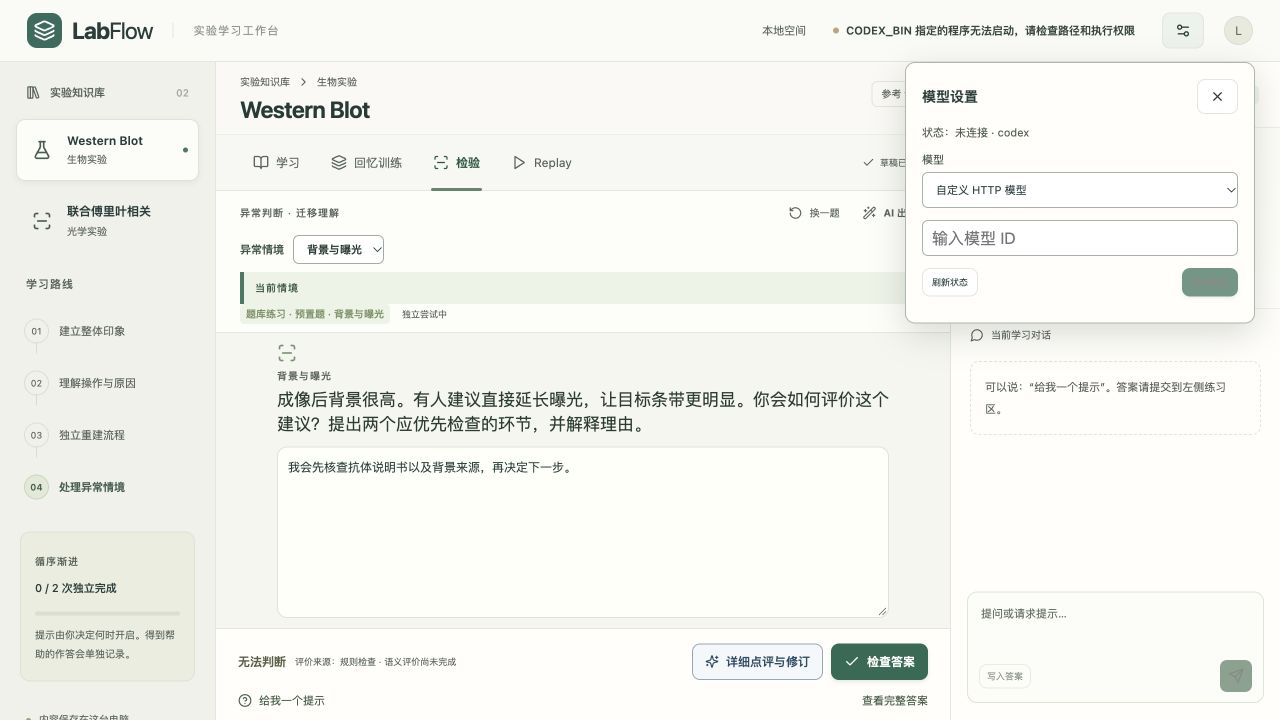 LabFlow
实验学习工作台
本地空间
CODEX_BIN 指定的程序无法启动，请检查路径和执行权限
L
实验知识库
02
Western Blot
生物实验
联合傅里叶相关
光学实验
学习路线
01
建立整体印象
02
理解操作与原因
03
独立重建流程
04
处理异常情境
循序渐进
0 / 2 次独立完成
提示由你决定何时开启。得到帮
助的作答会单独记录。
实验知识库
生物实验
Western Blot
参考
学习
回忆训练
检验
Replay
草稿已
异常判断 · 迁移理解
换一题
AI 出
异常情境
背景与曝光
当前情境
题库练习 · 预置题 · 背景与曝光
独立尝试中
背景与曝光
成像后背景很高。有人建议直接延长曝光，让目标条带更明显。你会如何评价这个
建议？提出两个应优先检查的环节，并解释理由。
我会先核查抗体说明书以及背景来源，再决定下一步。
无法判断
评价来源：规则检查 · 语义评价尚未完成
详细点评与修订
检查答案
给我一个提示
查看完整答案
模型设置
状态：未连接 · codex
模型
自定义 HTTP 模型
输入模型 ID
刷新状态
当前学习对话
可以说：“给我一个提示”。答案请提交到左侧练习
区。
提问或请求提示...
写入答案